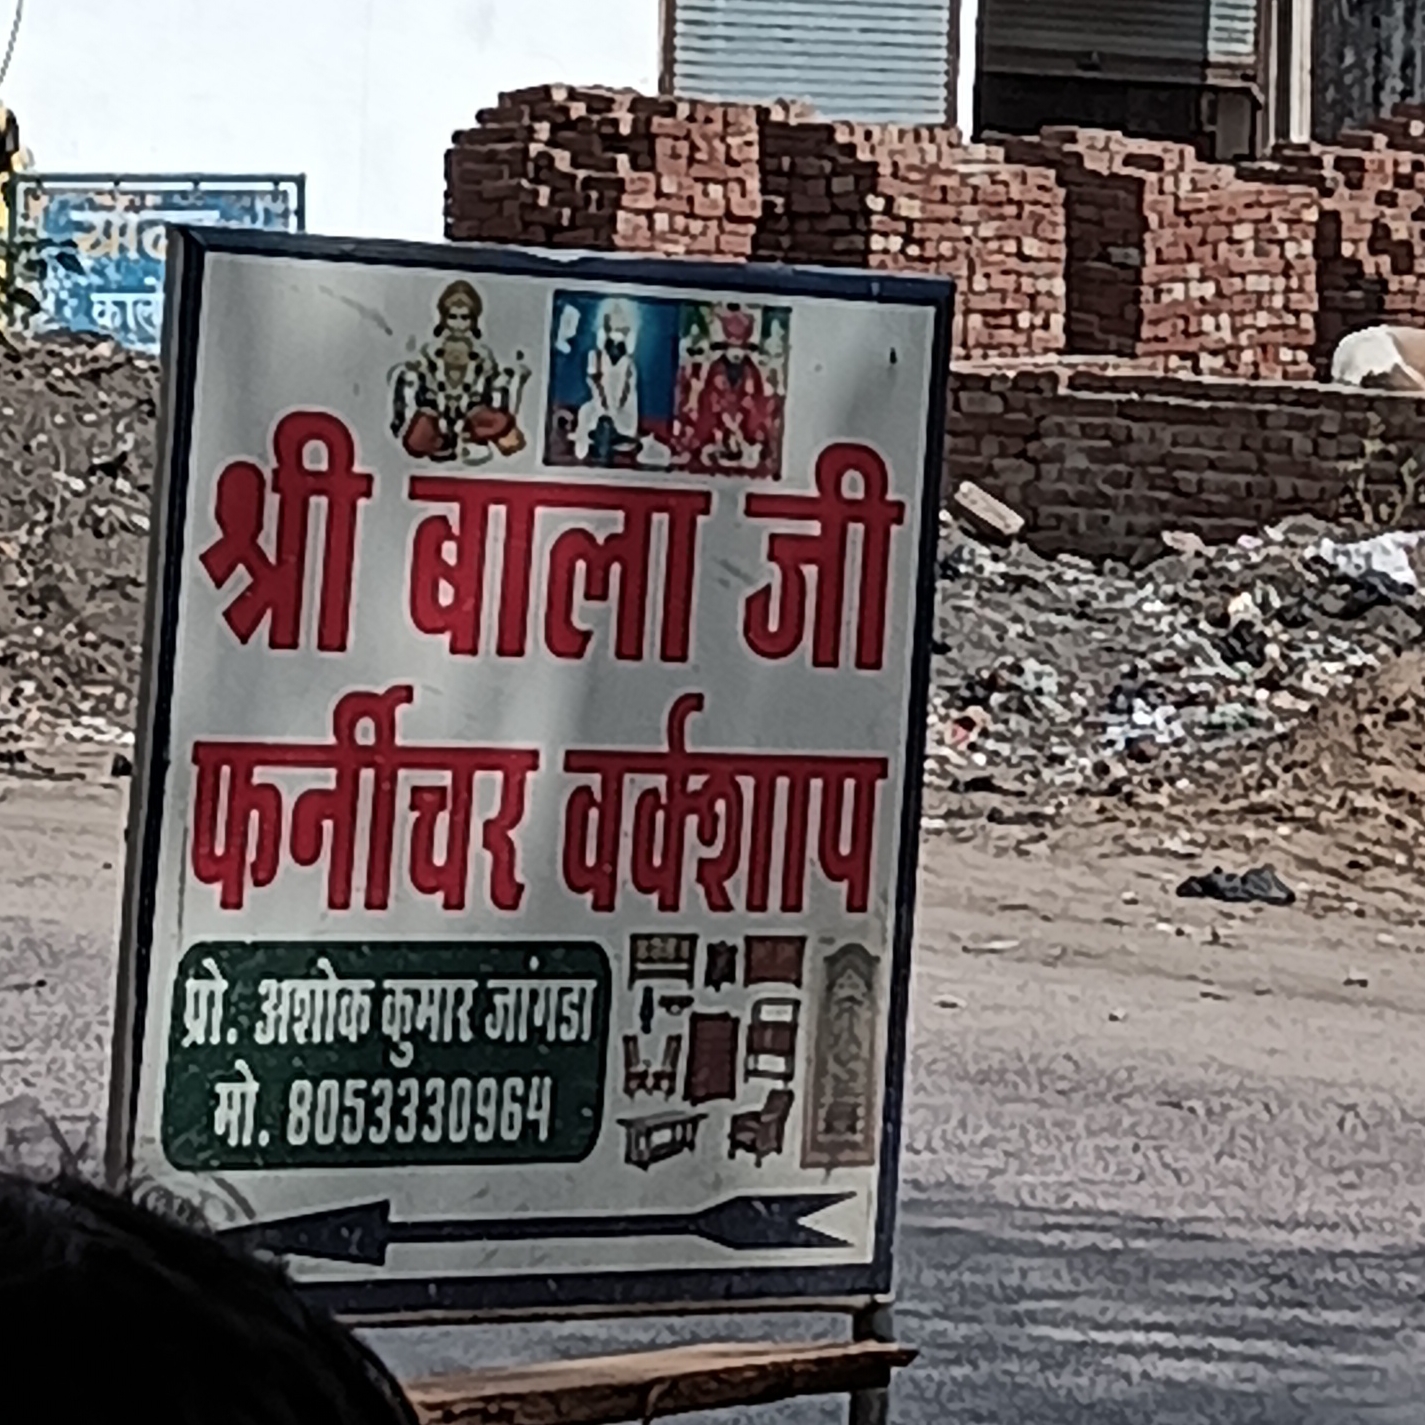 श्री बाला जी
फर्नीचर वर्कशाप
प्रो. अशोक कुमार जांगडा
मो. 8053330964